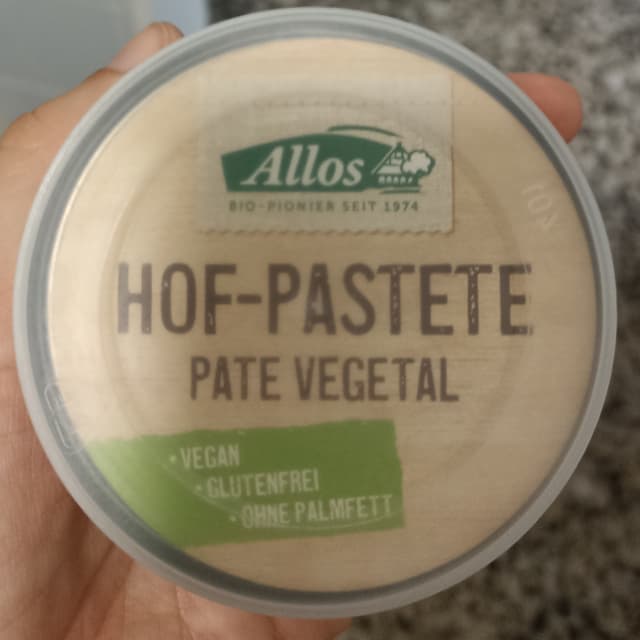 Allos
BIO-PIONIER SEIT 1974
HOF-PASTETE
PATE VEGETAL
• VEGAN
• GLUTENFREI
• OHNE PALMFETT